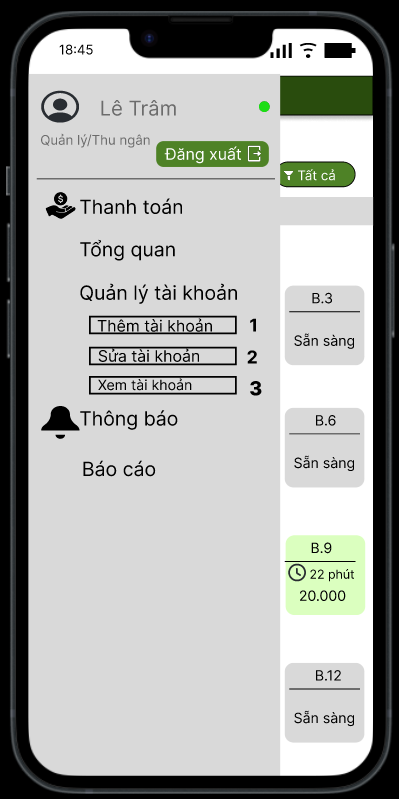 18:45
Lê Trâm
Quản lý/Thu ngân
Đăng xuất
Thanh toán
Tổng quan
Quản lý tài khoản
Thêm tài khoản 1
Sửa tài khoản 2
Xem tài khoản 3
Thông báo
Báo cáo
Tất cả
B.3
Sẵn sàng
B.6
Sẵn sàng
B.9
22 phút
20.000
B.12
Sẵn sàng